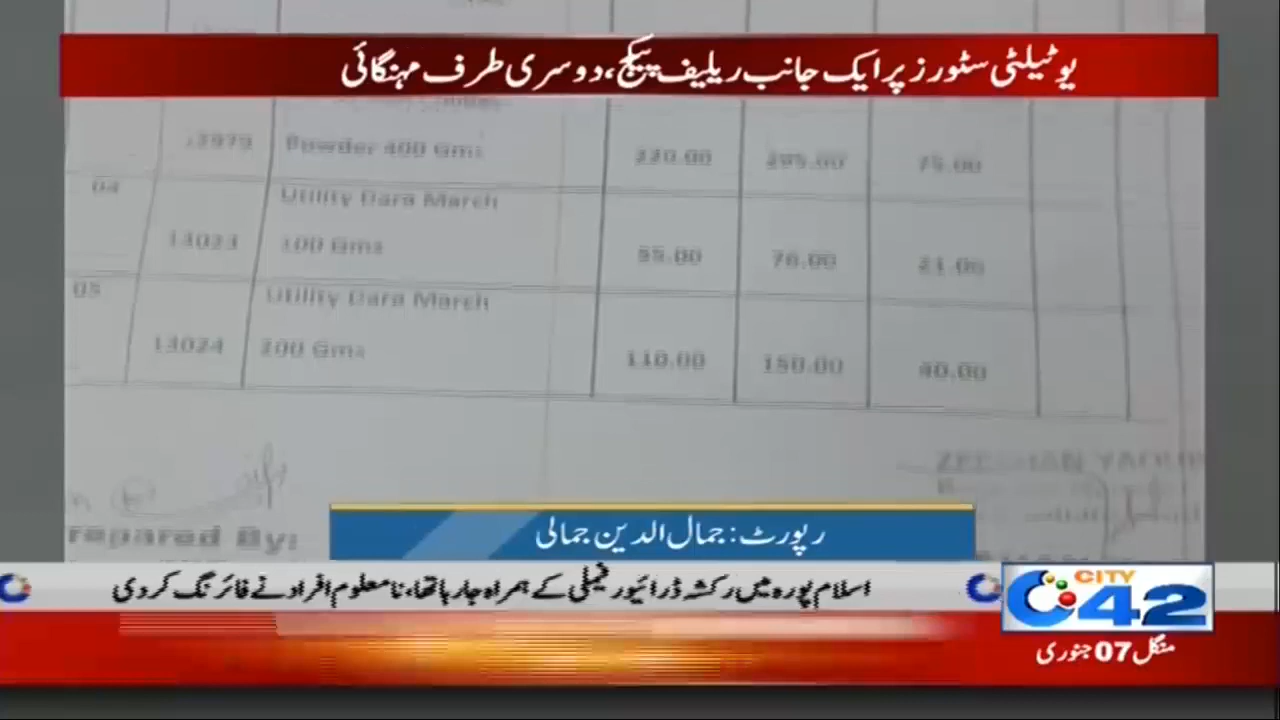 یوٹیلٹی سٹورز پر ایک جانب ریلیف پیکج، دوسری طرف مہنگائی
13979 Powder 400 Gms 220.00 295.00 75.00
04 Utility Dara March
13023 100 Gms 55.00 76.00 21.00
05 Utility Dara March
13024 200 Gms 110.00 150.00 40.00
repared By:
رپورٹ: جمال الدین جمالی
اسلام پورہ میں رکشہ ڈرائیور فیملی کے ہمراہ جارہا تھا، نامعلوم افراد نے فائرنگ کر دی
CITY 42
منگل 07 جنوری